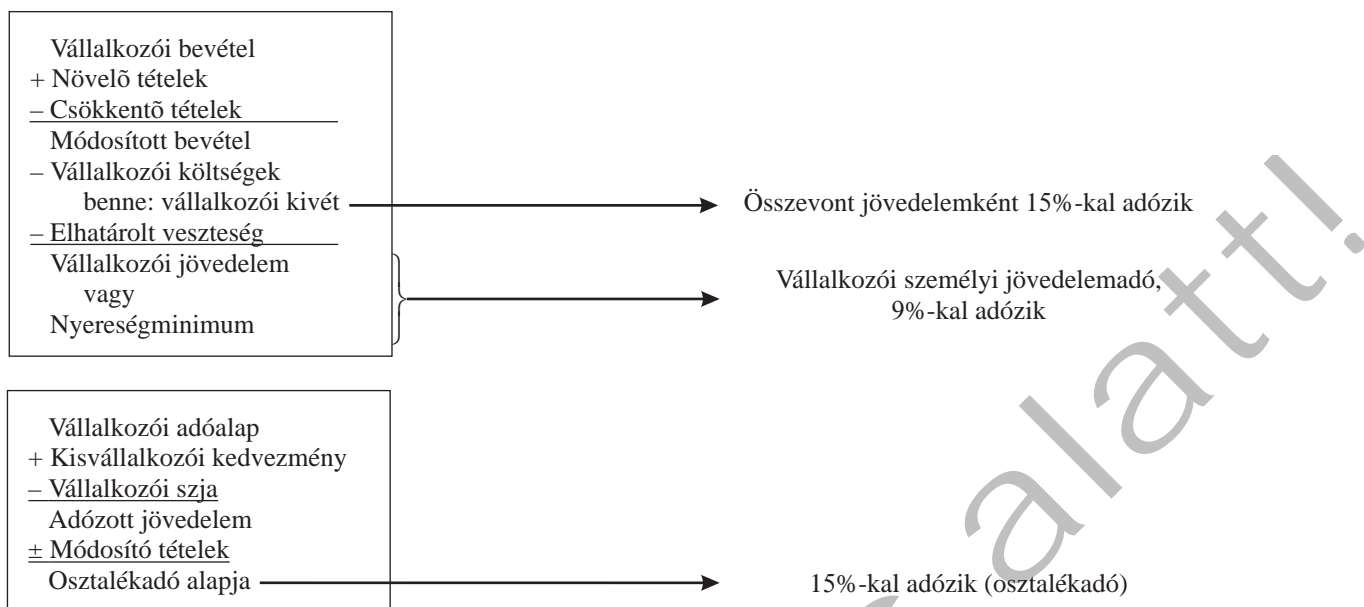 Vállalkozói bevétel
+ Növelõ tételek
– Csökkentõ tételek
Módosított bevétel
– Vállalkozói költségek
benne: vállalkozói kivét
Összevont jövedelemként 15%-kal adózik
– Elhatárolt veszteség
Vállalkozói jövedelem
vagy
Nyereségminimum
Vállalkozói személyi jövedelemadó,
9%-kal adózik
Vállalkozói adóalap
+ Kisvállalkozói kedvezmény
– Vállalkozói szja
Adózott jövedelem
± Módosító tételek
Osztalékadó alapja
15%-kal adózik (osztalékadó)
alatt!